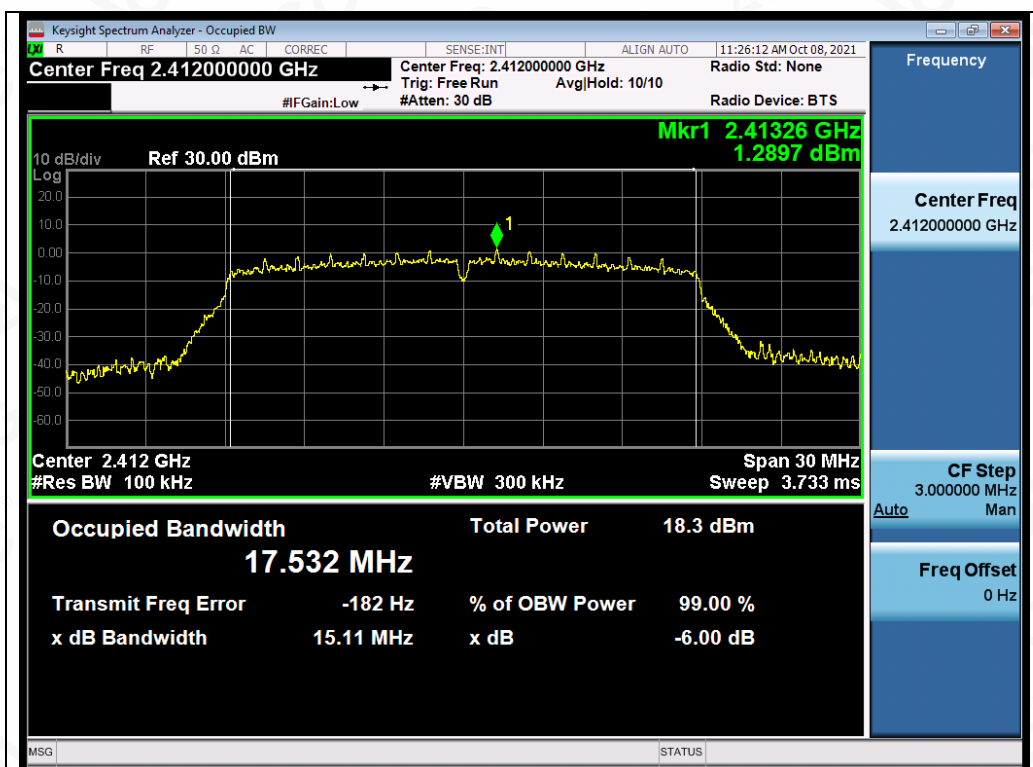 Keysight Spectrum Analyzer - Occupied BW
LXI R RF 50 Ω AC CORREC SENSE:INT ALIGN AUTO 11:26:12 AM Oct 08, 2021
Center Freq 2.412000000 GHz
Center Freq: 2.412000000 GHz
Radio Std: None
Trig: Free Run Avg|Hold: 10/10
#IFGain:Low #Atten: 30 dB Radio Device: BTS
Frequency
Mkr1 2.41326 GHz
1.2897 dBm
10 dB/div Ref 30.00 dBm
Log
20.0
10.0
0.00
-10.0
-20.0
-30.0
-40.0
-50.0
-60.0
1
Center 2.412 GHz Span 30 MHz
#Res BW 100 kHz #VBW 300 kHz Sweep 3.733 ms
Center Freq
2.412000000 GHz
CF Step
3.000000 MHz
Auto Man
Freq Offset
0 Hz
Occupied Bandwidth Total Power 18.3 dBm
17.532 MHz
Transmit Freq Error -182 Hz % of OBW Power 99.00 %
x dB Bandwidth 15.11 MHz x dB -6.00 dB
MSG STATUS